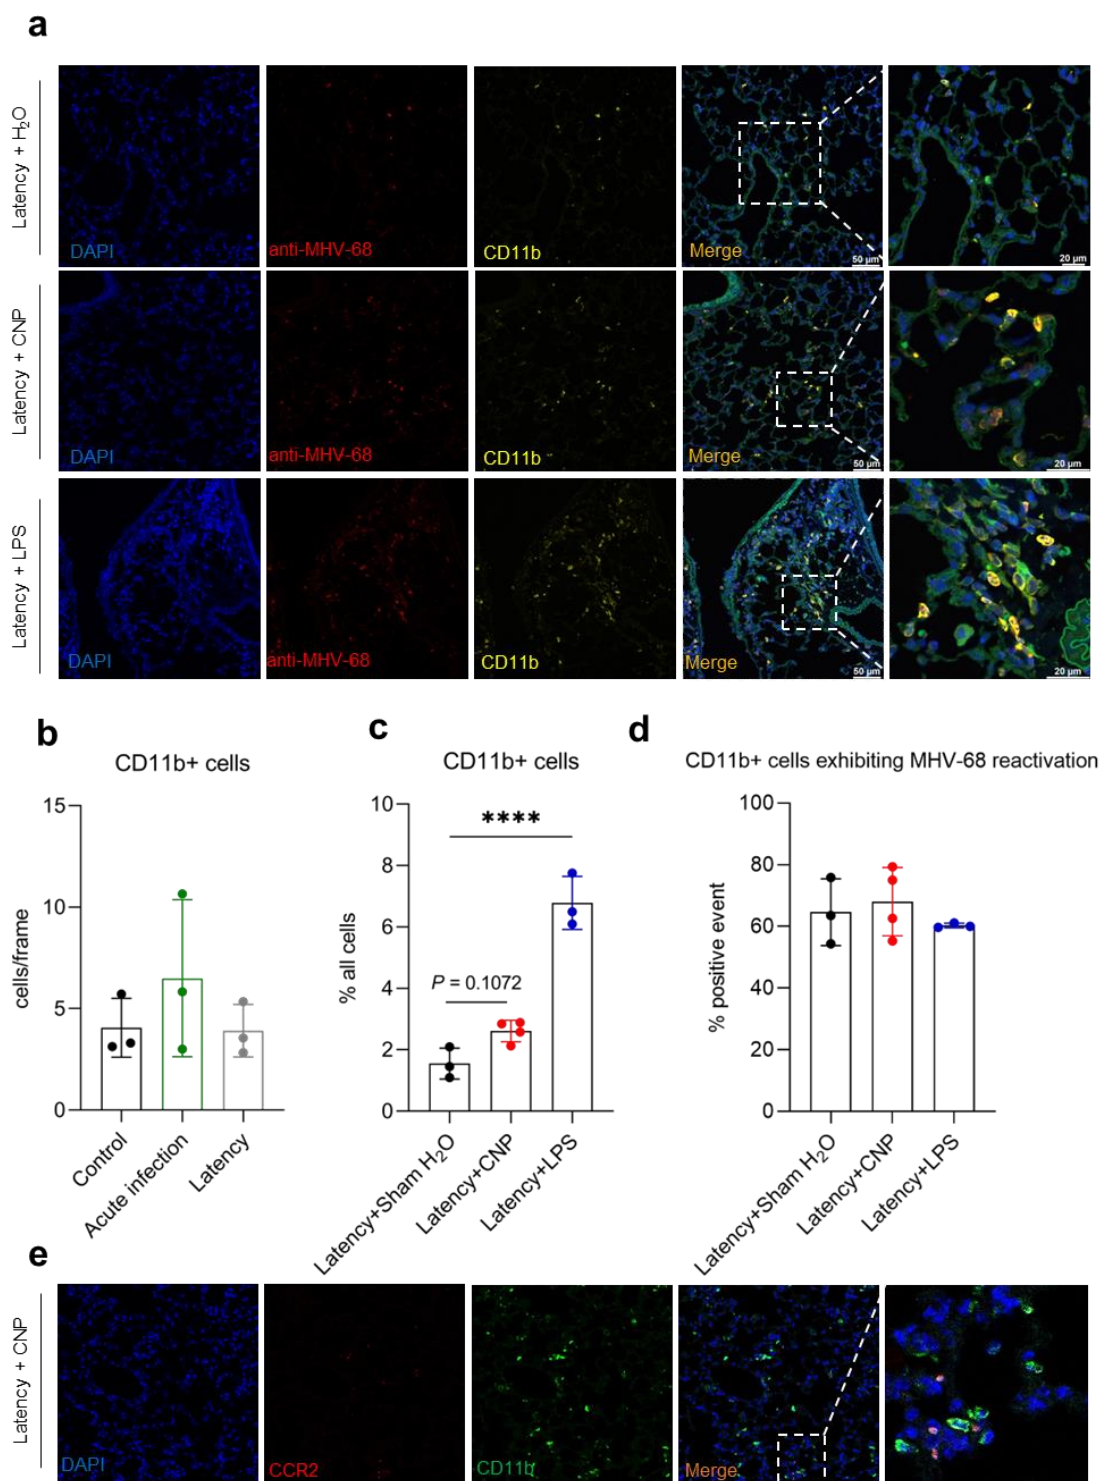 a
Latency + H₂O
DAPI
anti-MHV-68
CD11b
Merge
50 µm
20 µm
Latency + CNP
DAPI
anti-MHV-68
CD11b
Merge
50 µm
20 µm
Latency + LPS
DAPI
anti-MHV-68
CD11b
Merge
50 µm
20 µm
b
CD11b+ cells
cells/frame
15
10
5
0
Control
Acute infection
Latency
c
CD11b+ cells
% all cells
10
8
6
4
2
0
****
P = 0.1072
Latency+Sham H₂O
Latency+CNP
Latency+LPS
d
CD11b+ cells exhibiting MHV-68 reactivation
% positive event
100
80
60
40
20
0
Latency+Sham H₂O
Latency+CNP
Latency+LPS
e
Latency + CNP
DAPI
CCR2
CD11b
Merge